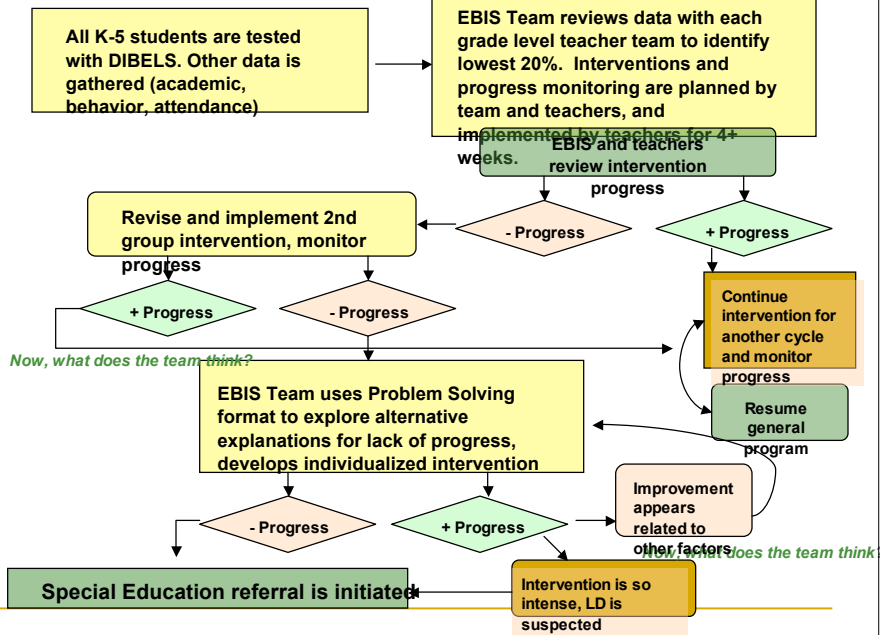 All K-5 students are tested
with DIBELS. Other data is
gathered (academic,
behavior, attendance)
EBIS Team reviews data with each
grade level teacher team to identify
lowest 20%.  Interventions and
progress monitoring are planned by
team and teachers, and
implemented by teachers for 4+
weeks.
EBIS and teachers
review intervention
progress
Revise and implement 2nd
group intervention, monitor
progress
- Progress
+ Progress
+ Progress
- Progress
Continue
intervention for
another cycle
and monitor
progress
Now, what does the team think?
Resume
general
program
EBIS Team uses Problem Solving
format to explore alternative
explanations for lack of progress,
develops individualized intervention
- Progress
+ Progress
Improvement
appears
related to
other factors
Now, what does the team think?
Special Education referral is initiated
Intervention is so
intense, LD is
suspected